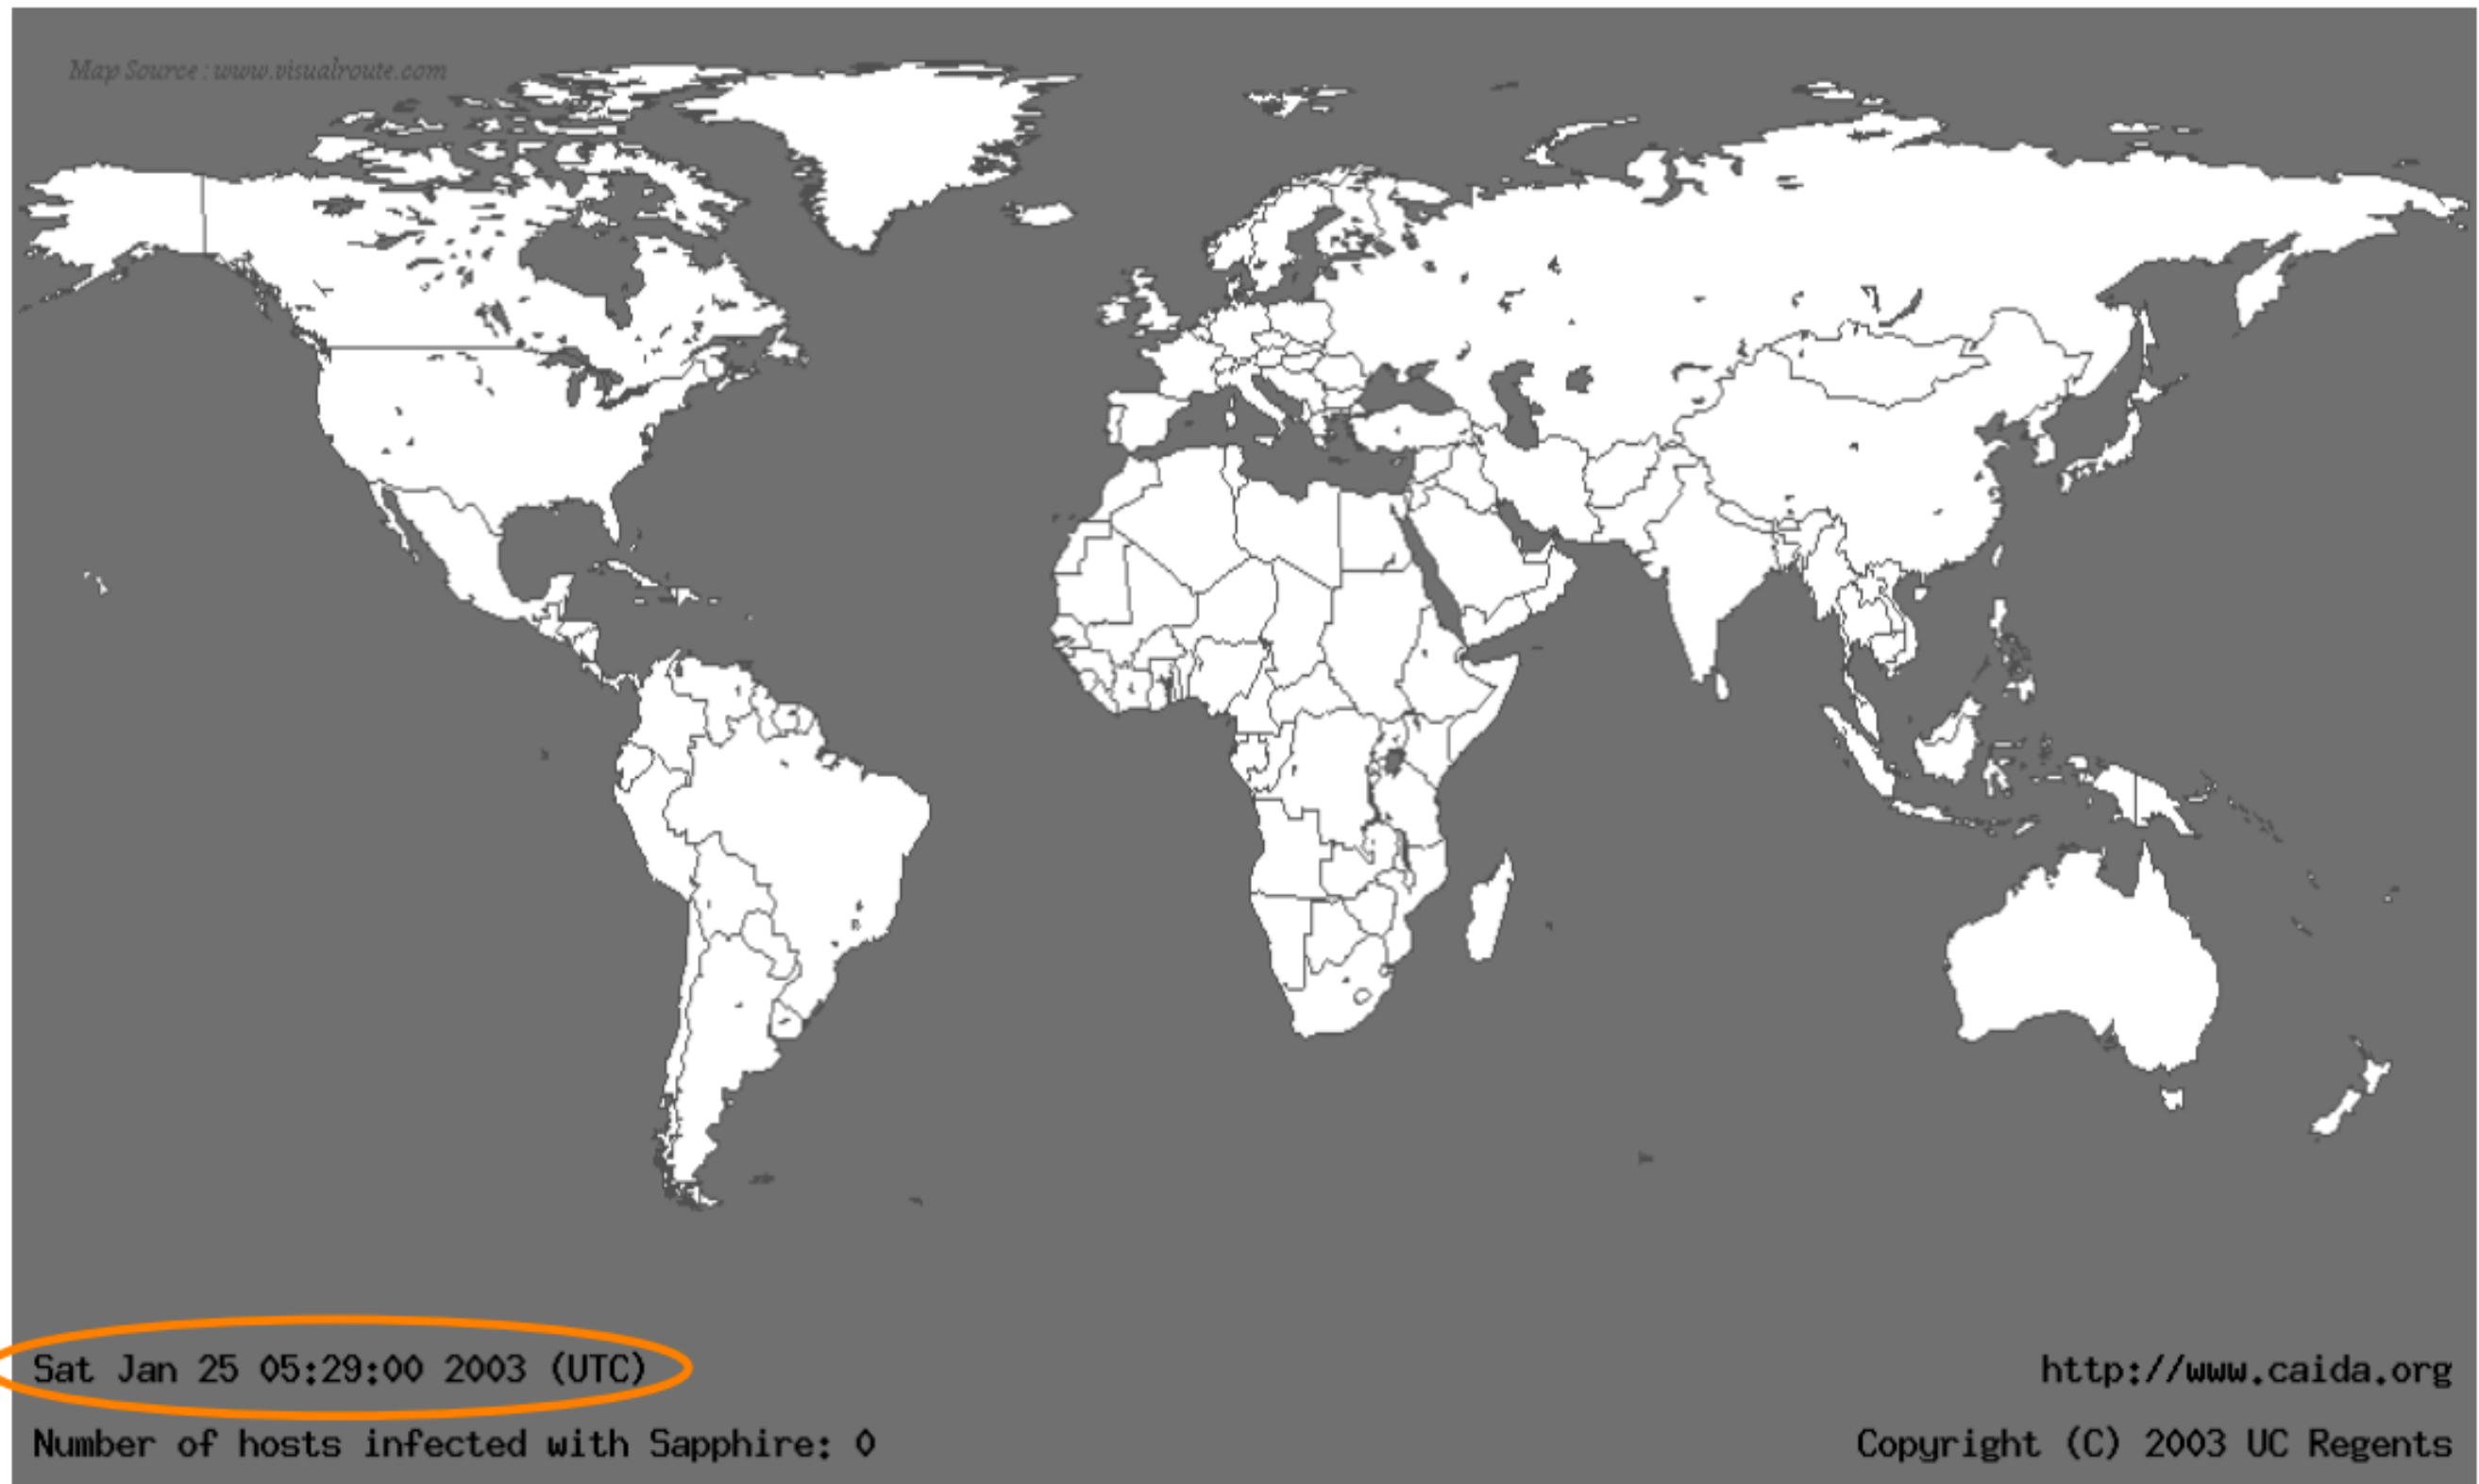 Map Source : www.visualroute.com
Sat Jan 25 05:29:00 2003 (UTC)
http://www.caida.org
Number of hosts infected with Sapphire: 0
Copyright (C) 2003 UC Regents